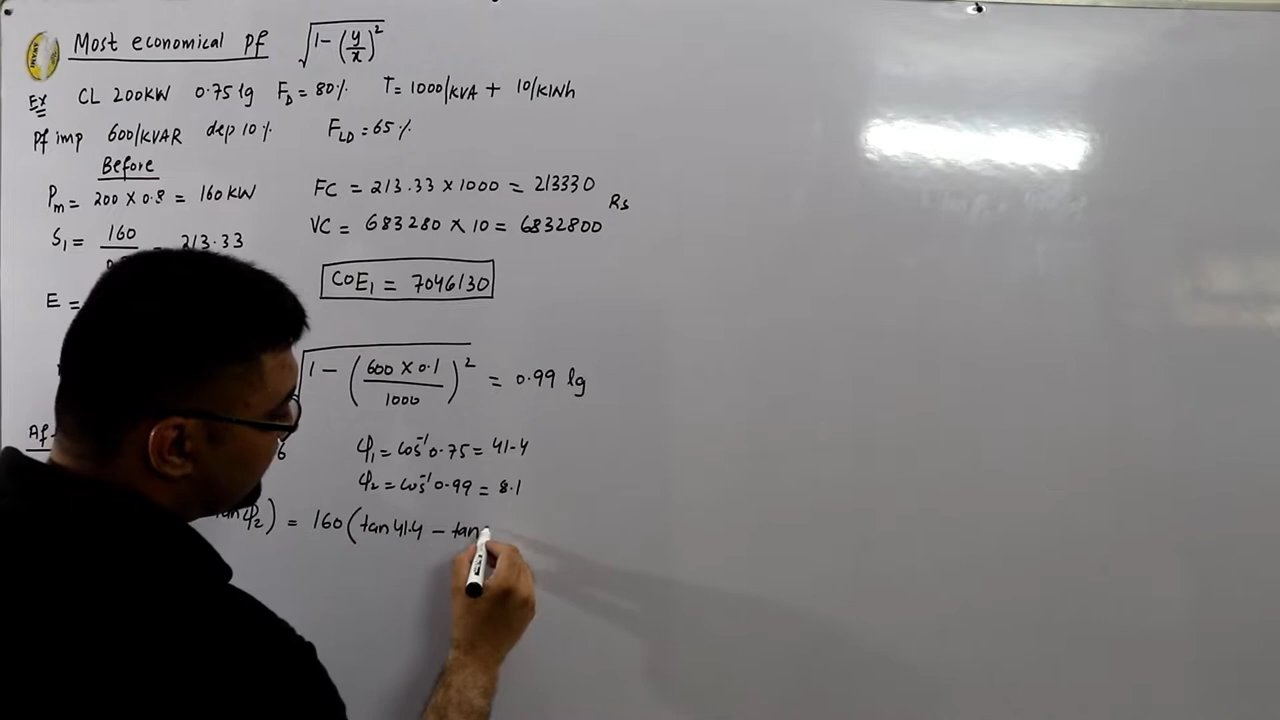 Most economical pf √1-(y/x)²
Ex CL 200KW 0.75 lg F_D = 80% T = 1000/KVA + 10/KWh
Pf imp 600/KVAR dep 10% F_LD = 65%
Before
P_m = 200 × 0.8 = 160 KW FC = 213.33 × 1000 = 213330
Rs
S₁ = 160 = 213.33 VC = 683280 × 10 = 6832800
E = COE₁ = 7046130
√1 - (600 × 0.1 / 1000)² = 0.99 lg
Af 6 φ₁ = cos⁻¹ 0.75 = 41.4
φ₂ = cos⁻¹ 0.99 = 8.1
φ₂) = 160 (tan 41.4 - tan